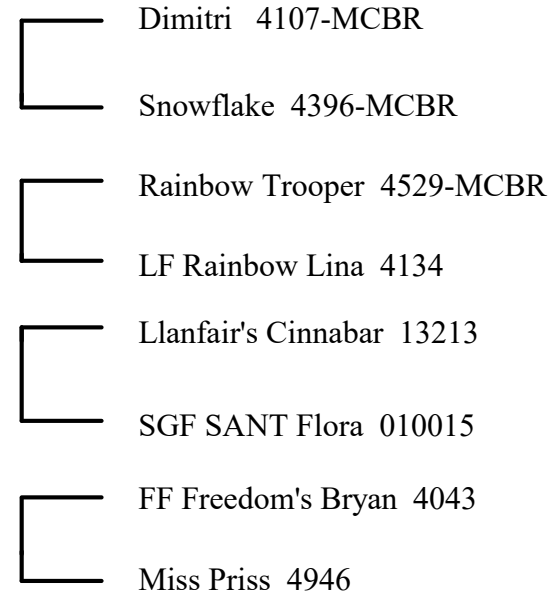 Dimitri 4107-MCBR
Snowflake 4396-MCBR
Rainbow Trooper 4529-MCBR
LF Rainbow Lina 4134
Llanfair's Cinnabar 13213
SGF SANT Flora 010015
FF Freedom's Bryan 4043
Miss Priss 4946